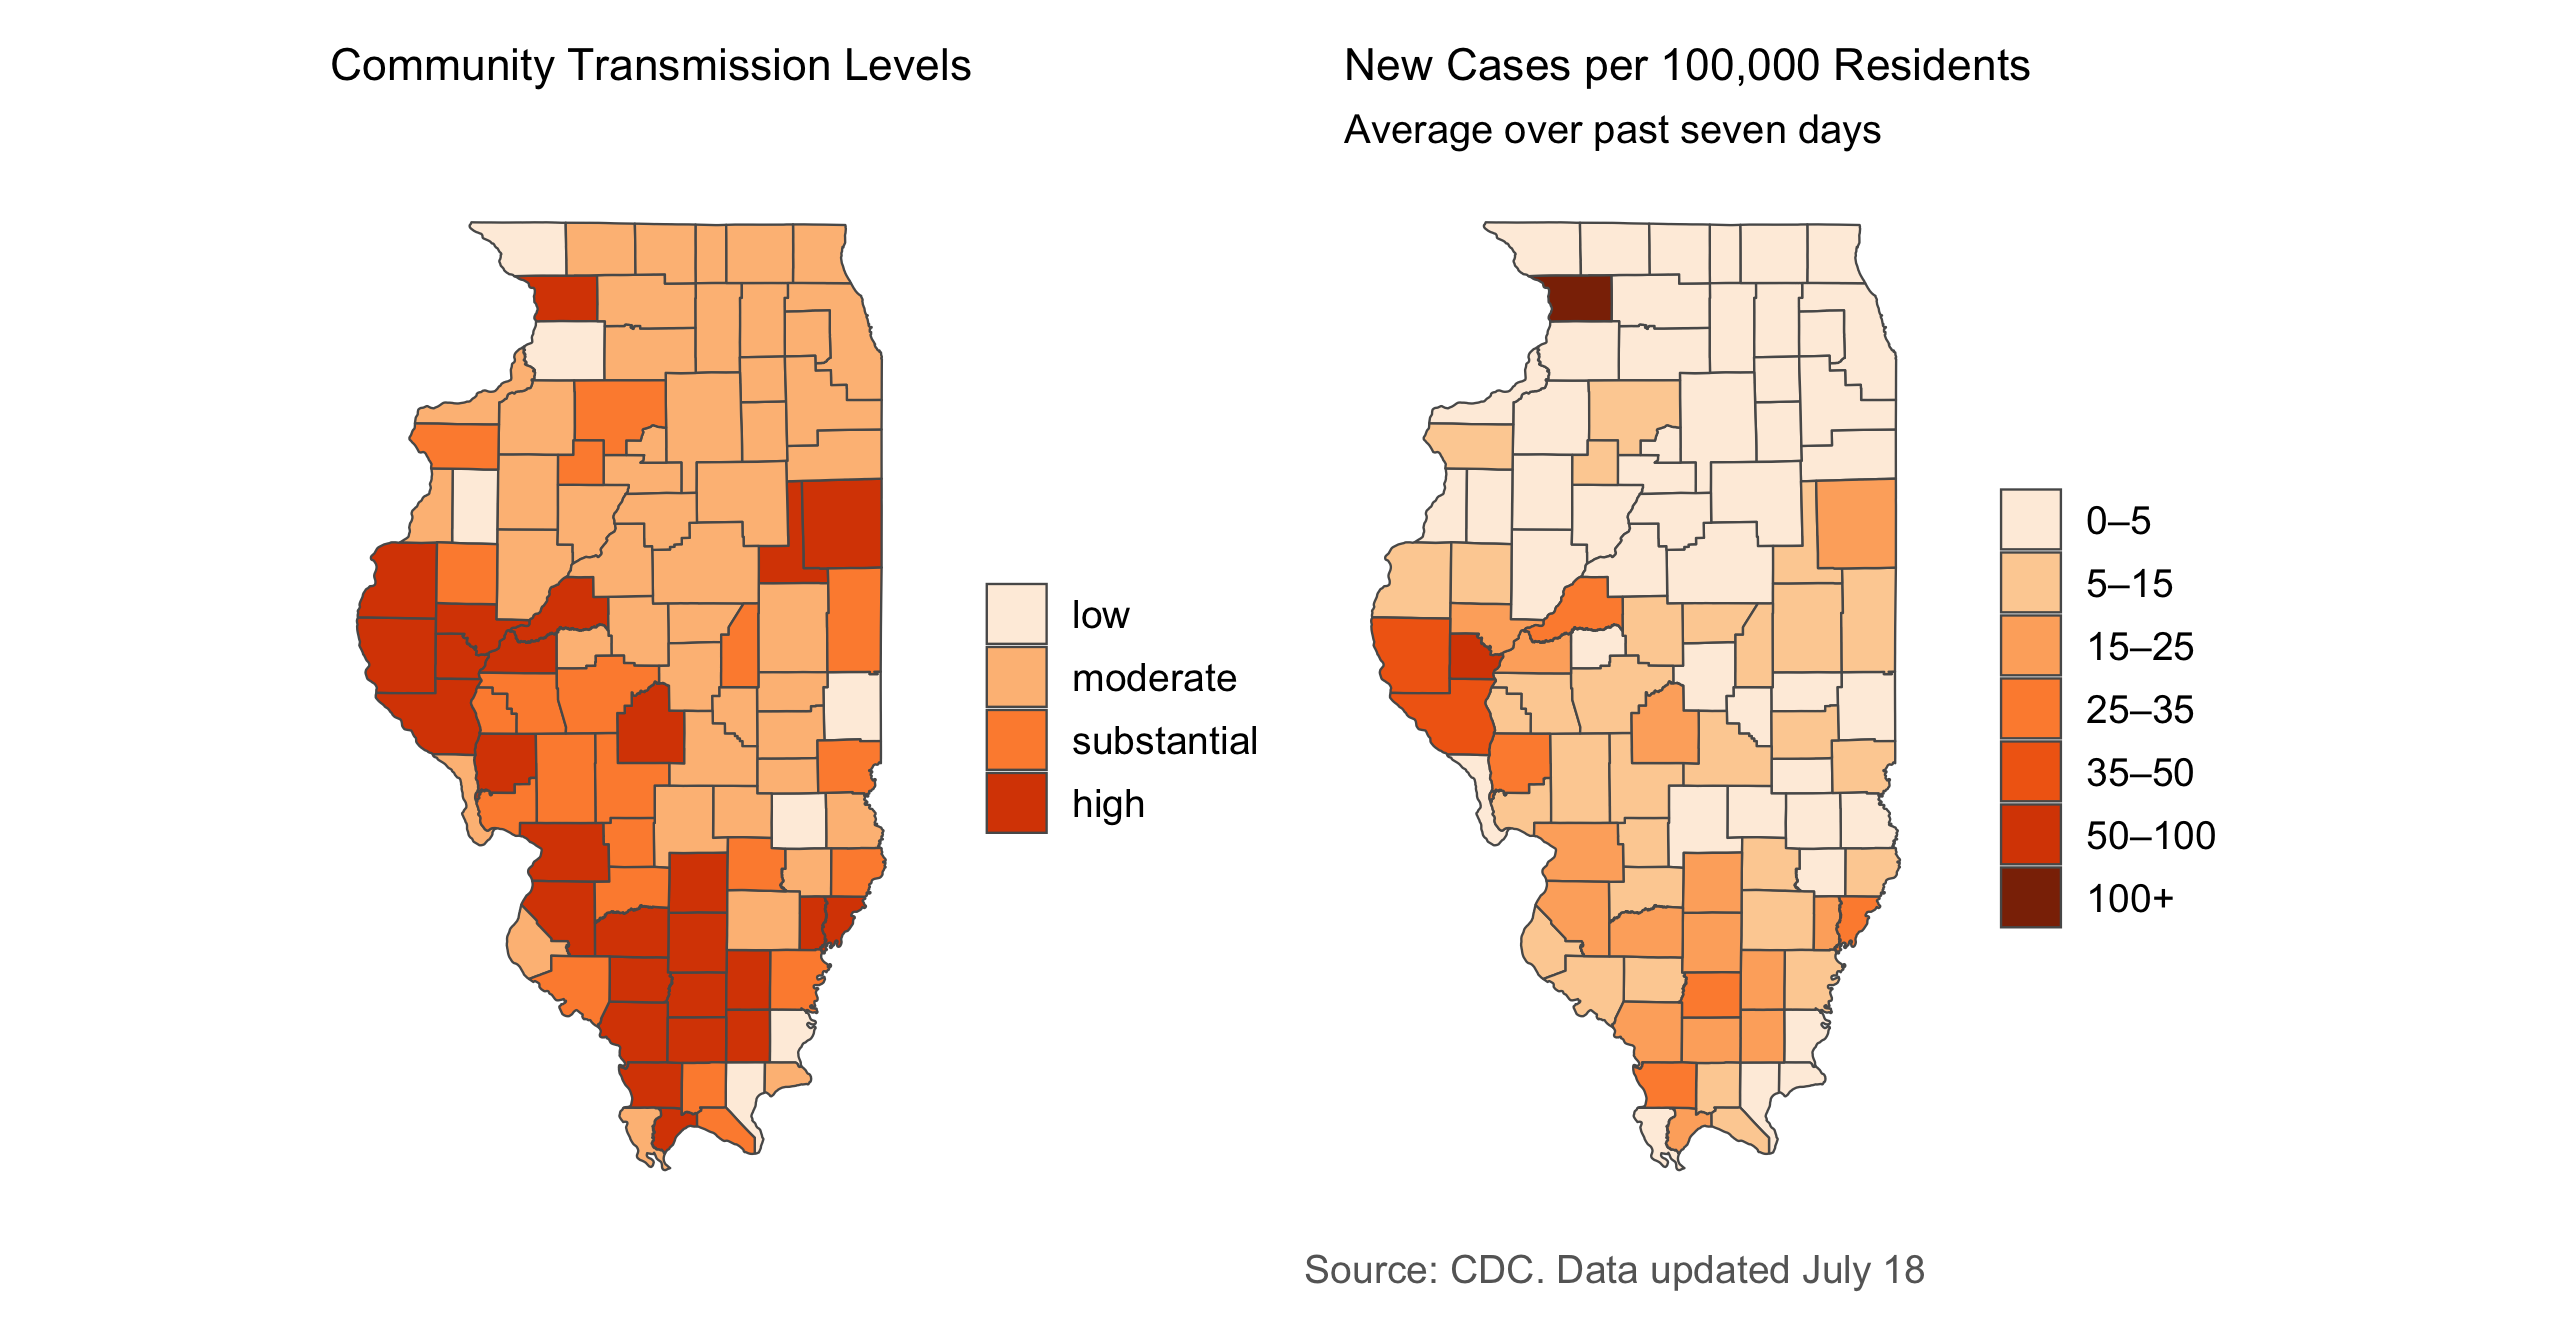 Community Transmission Levels
low
moderate
substantial
high
New Cases per 100,000 Residents
Average over past seven days
0–5
5–15
15–25
25–35
35–50
50–100
100+
Source: CDC. Data updated July 18